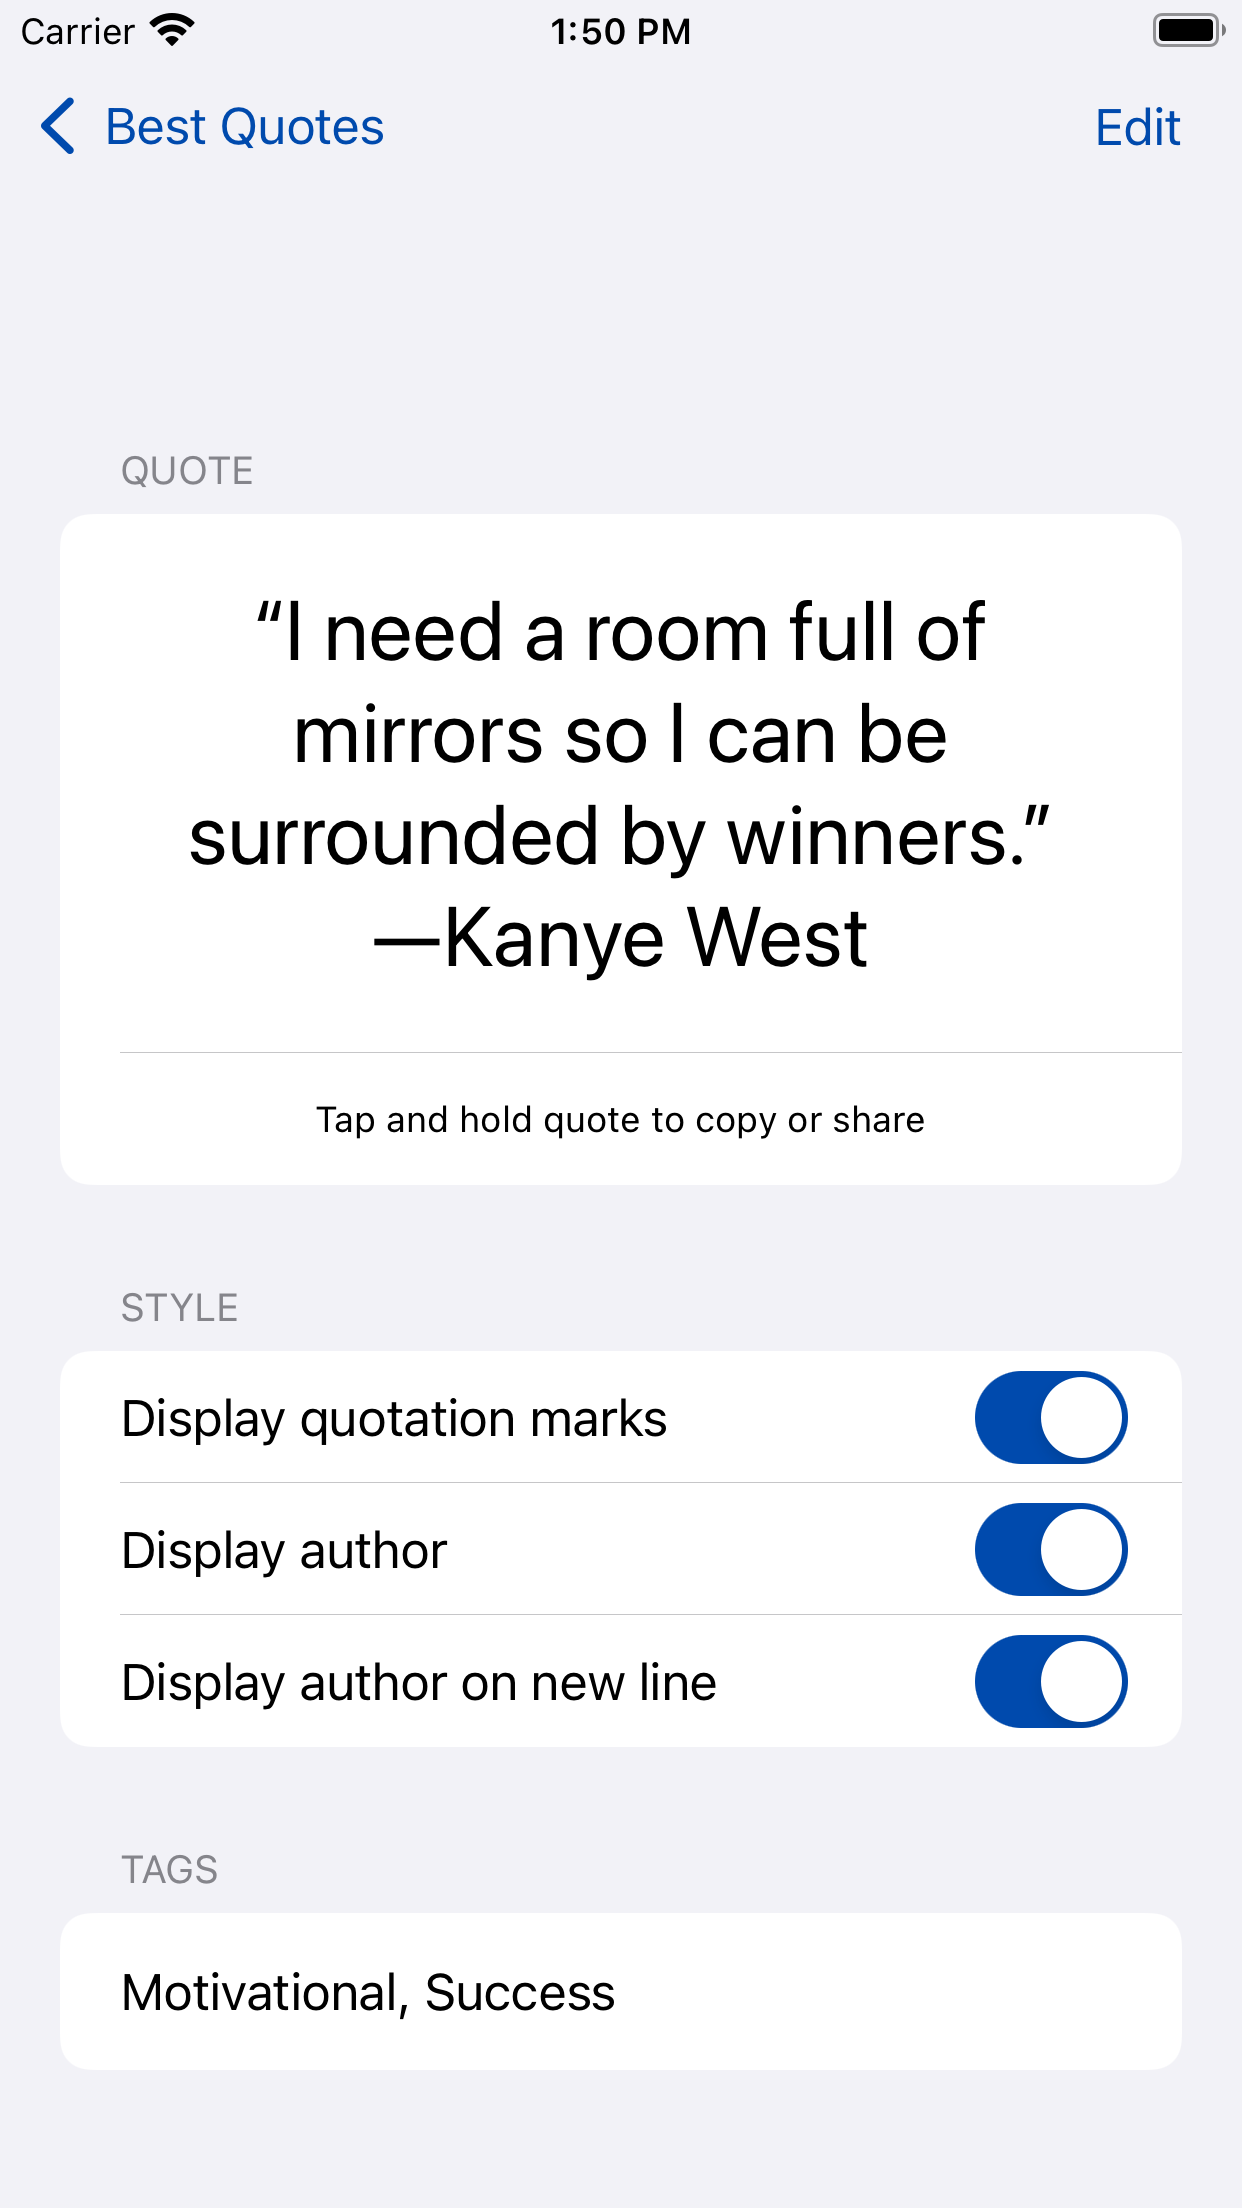 Carrier
1:50 PM
Best Quotes
Edit
QUOTE
“I need a room full of
mirrors so I can be
surrounded by winners.”
—Kanye West
Tap and hold quote to copy or share
STYLE
Display quotation marks
Display author
Display author on new line
TAGS
Motivational, Success